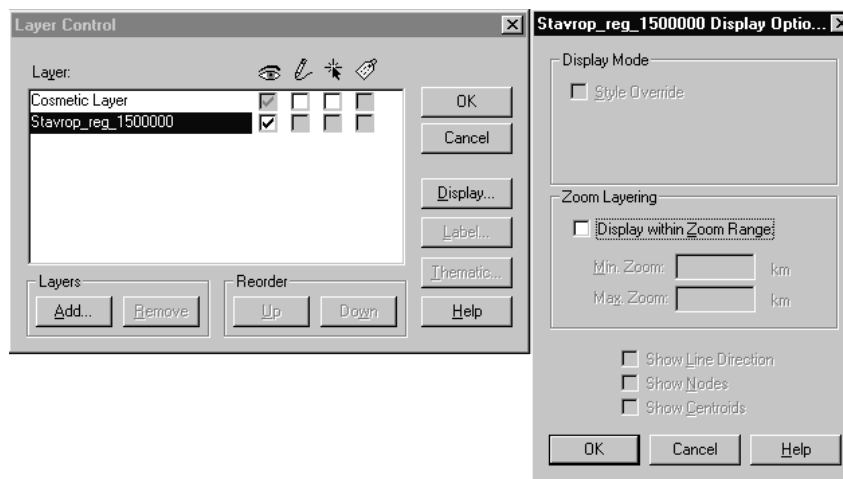 Layer Control
Layer:
Cosmetic Layer
Stavrop_reg_1500000
OK
Cancel
Display...
Label...
Thematic...
Help
Layers
Add...
Remove
Reorder
Up
Down
Stavrop_reg_1500000 Display Optio...
Display Mode
Style Override
Zoom Layering
Display within Zoom Range
Min. Zoom:
km
Max. Zoom:
km
Show Line Direction
Show Nodes
Show Centroids
OK
Cancel
Help